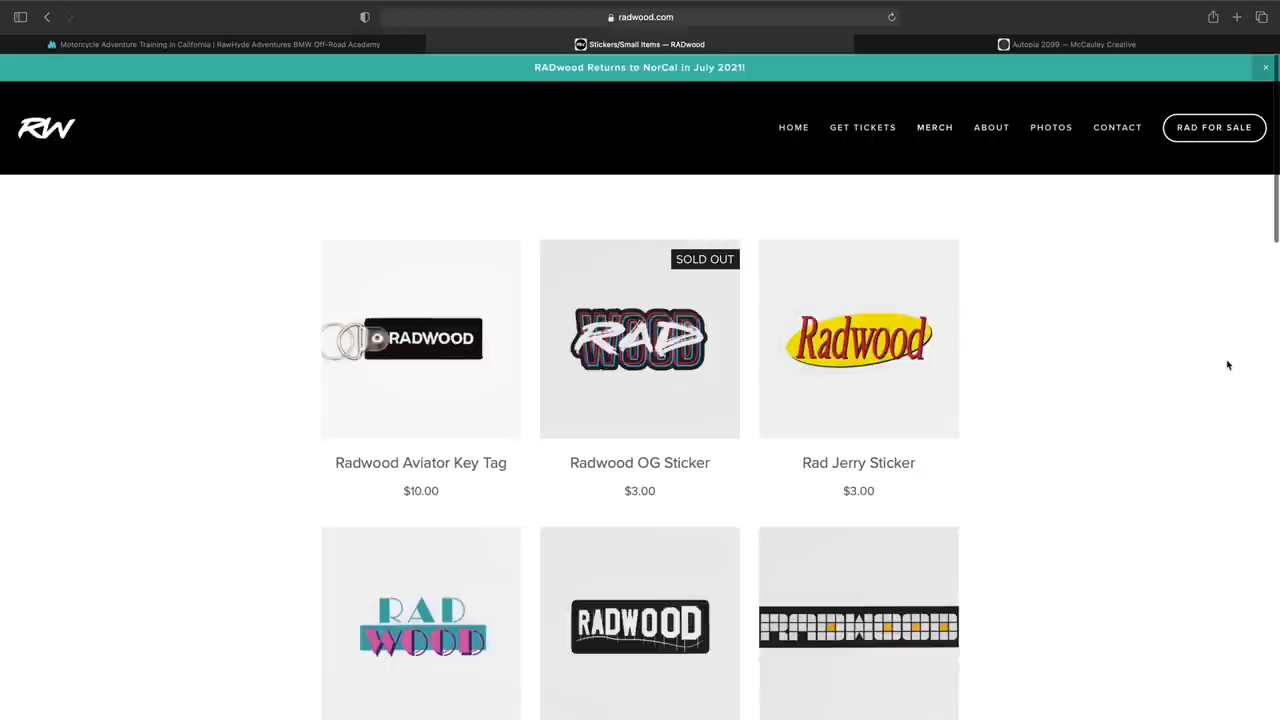 radwood.com
Motorcycle Adventure Training in California | RawHyde Adventures BMW Off-Road Academy
Stickers/Small Items — RADwood
Autopia 2099 — McCauley Creative
RADwood Returns to NorCal in July 2021!
RW
HOME
GET TICKETS
MERCH
ABOUT
PHOTOS
CONTACT
RAD FOR SALE
RADWOOD
SOLD OUT
RAD
WOOD
Radwood
Radwood Aviator Key Tag
Radwood OG Sticker
Rad Jerry Sticker
$10.00
$3.00
$3.00
RAD
WOOD
RADWOOD
RADWOOD